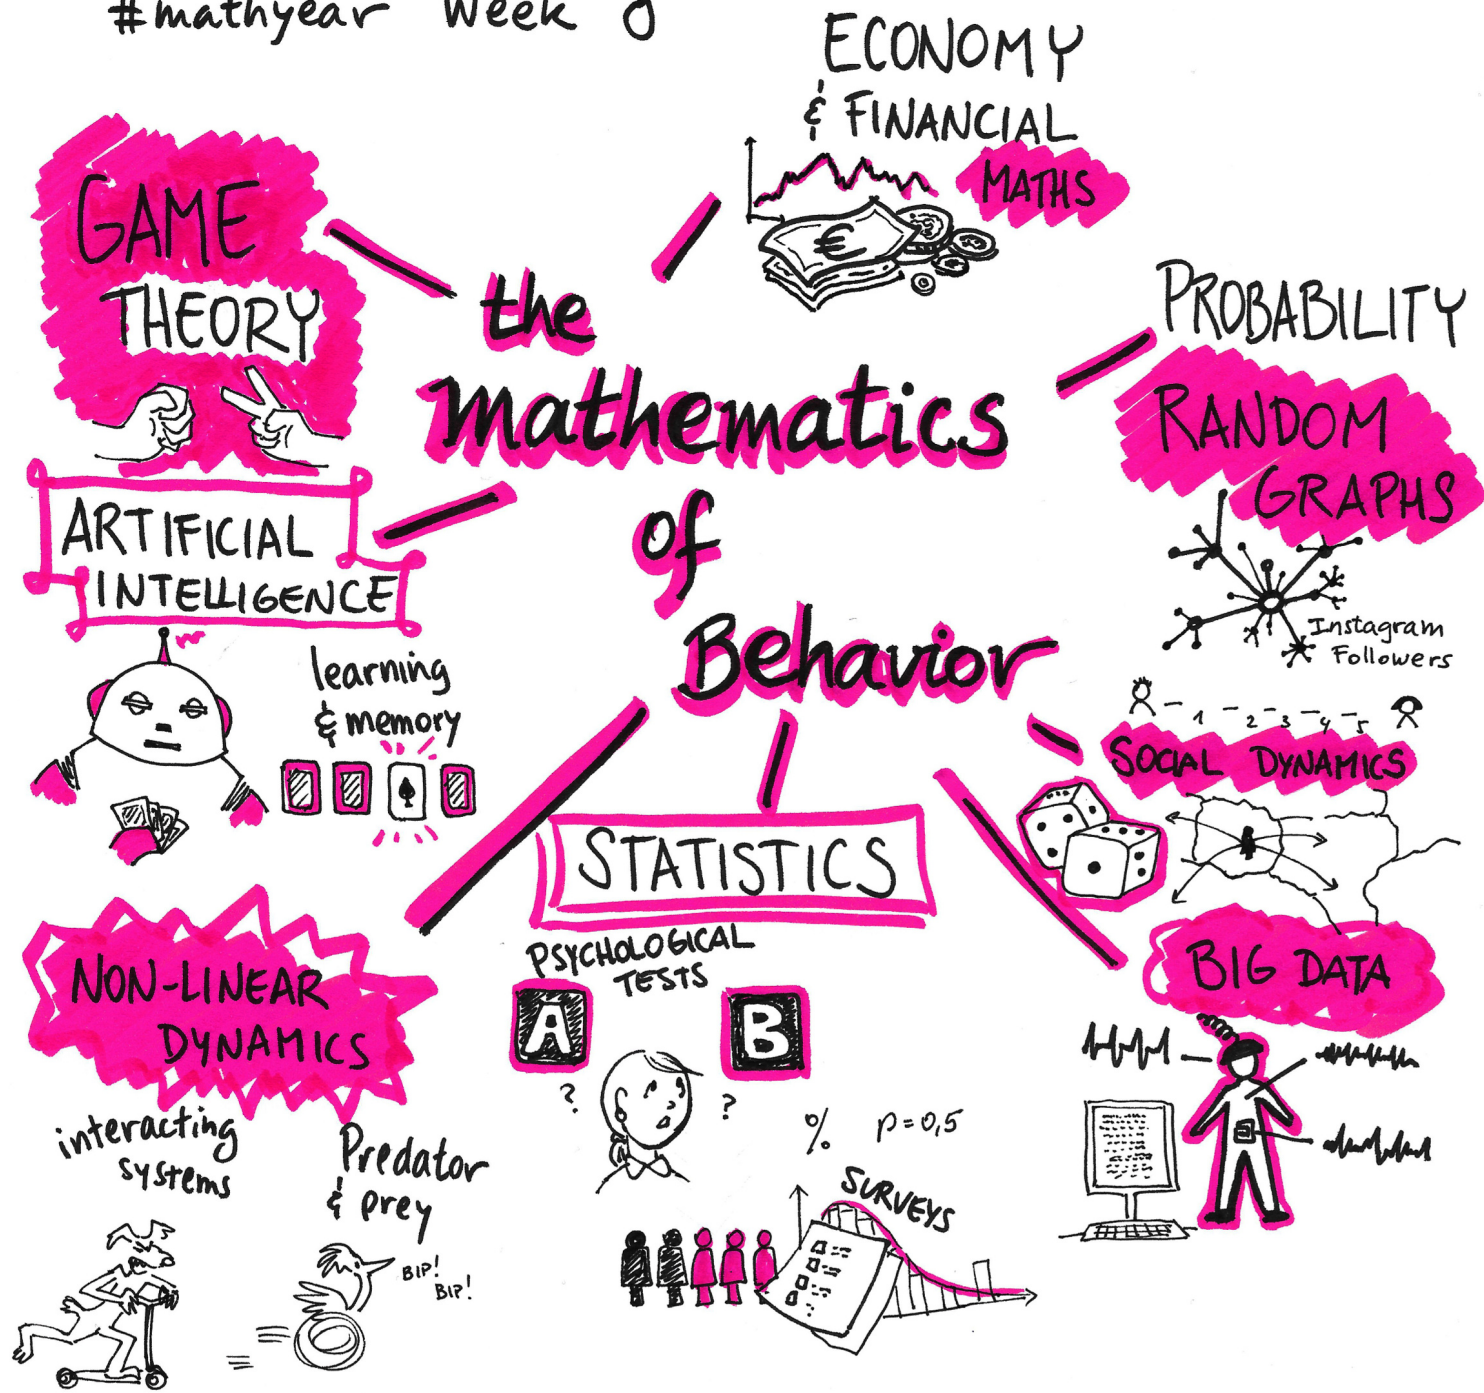 #mathyear Week
ECONOMY
& FINANCIAL
MATHS
€
GAME
THEORY
the
Mathematics
of
Behavior
PROBABILITY
RANDOM
GRAPHS
Instagram
Followers
ARTIFICIAL
INTELLIGENCE
learning
& memory
1 2 3 4 5
SOCIAL DYNAMICS
STATISTICS
PSYCHOLOGICAL
TESTS
A B
? ?
% p=0,5
SURVEYS
BIG DATA
NON-LINEAR
DYNAMICS
interacting
systems
Predator
& prey
BIP!
BIP!